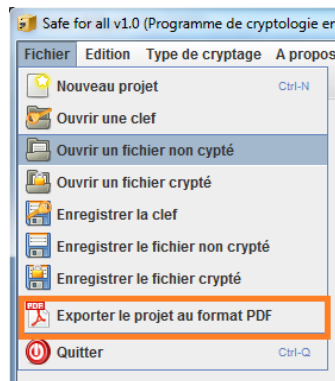 Safe for all v1.0 (Programme de cryptologie en
Fichier Edition Type de cryptage A propos
Nouveau projet Ctrl-N
Ouvrir une clef
Ouvrir un fichier non cypté
Ouvrir un fichier crypté
Enregistrer la clef
Enregistrer le fichier non crypté
Enregistrer le fichier crypté
PDF Exporter le projet au format PDF
Quitter Ctrl-Q